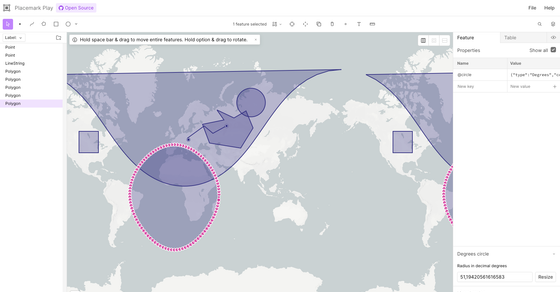 Placemark Play
Open Source
File
Help
1 feature selected
Label:
Point
Point
LineString
Polygon
Polygon
Polygon
Polygon
Polygon
Hold space bar & drag to move entire features. Hold option & drag to rotate.
Feature
Table
Properties
Show all
Name
Value
@circle
{"type":"Degrees","c
New key
New value
Degrees circle
Radius in decimal degrees
51.19420561616583
Resize